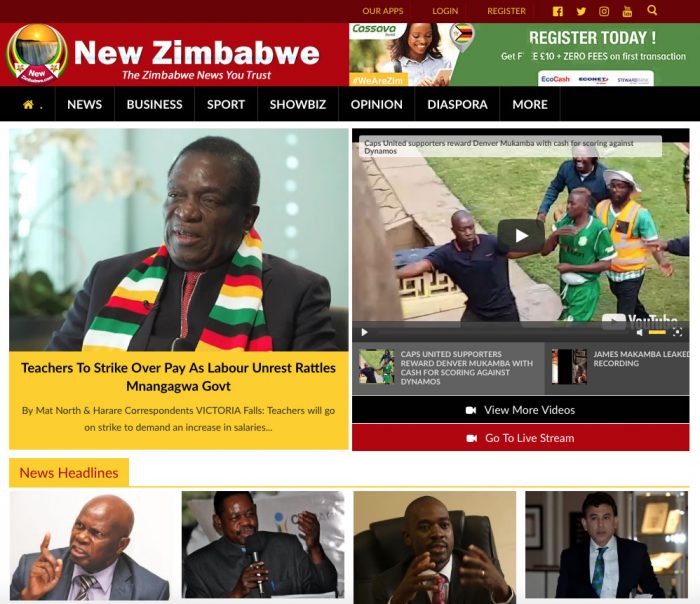 OUR APPS
LOGIN
REGISTER
New Zimbabwe
The Zimbabwe News You Trust
New
Zimbabwe.com
Cassava
REGISTER TODAY !
Get F E £10 + ZERO FEES on first transaction
#WeAreZim
EcoCash ECONET STEWARD BANK
NEWS
BUSINESS
SPORT
SHOWBIZ
OPINION
DIASPORA
MORE
Caps United supporters reward Denver Mukamba with cash for scoring against
Dynamos
YouTube
CAPS UNITED SUPPORTERS
REWARD DENVER MUKAMBA WITH
CASH FOR SCORING AGAINST
DYNAMOS
JAMES MAKAMBA LEAKED
RECORDING
View More Videos
Go To Live Stream
Teachers To Strike Over Pay As Labour Unrest Rattles
Mnangagwa Govt
By Mat North & Harare Correspondents VICTORIA Falls: Teachers will go
on strike to demand an increase in salaries...
News Headlines